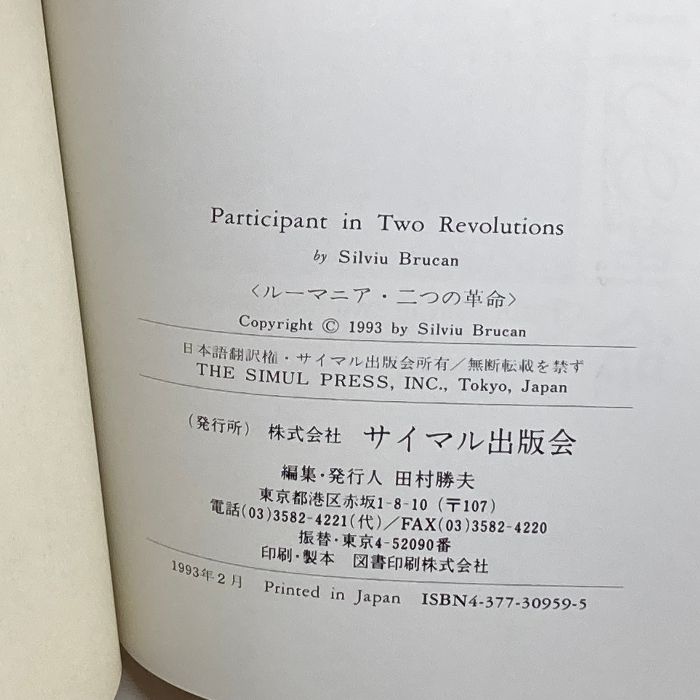 Participant in Two Revolutions
by Silviu Brucan
〈ルーマニア・二つの革命〉
Copyright © 1993 by Silviu Brucan
日本語翻訳権・サイマル出版会所有／無断転載を禁ず
THE SIMUL PRESS, INC., Tokyo, Japan
(発行所) 株式会社 サイマル出版会
編集・発行人 田村勝夫
東京都港区赤坂1-8-10 (〒107)
電話(03)3582-4221(代)/FAX(03)3582-4220
振替・東京4-52090番
印刷・製本 図書印刷株式会社
1993年2月 Printed in Japan ISBN4-377-30959-5